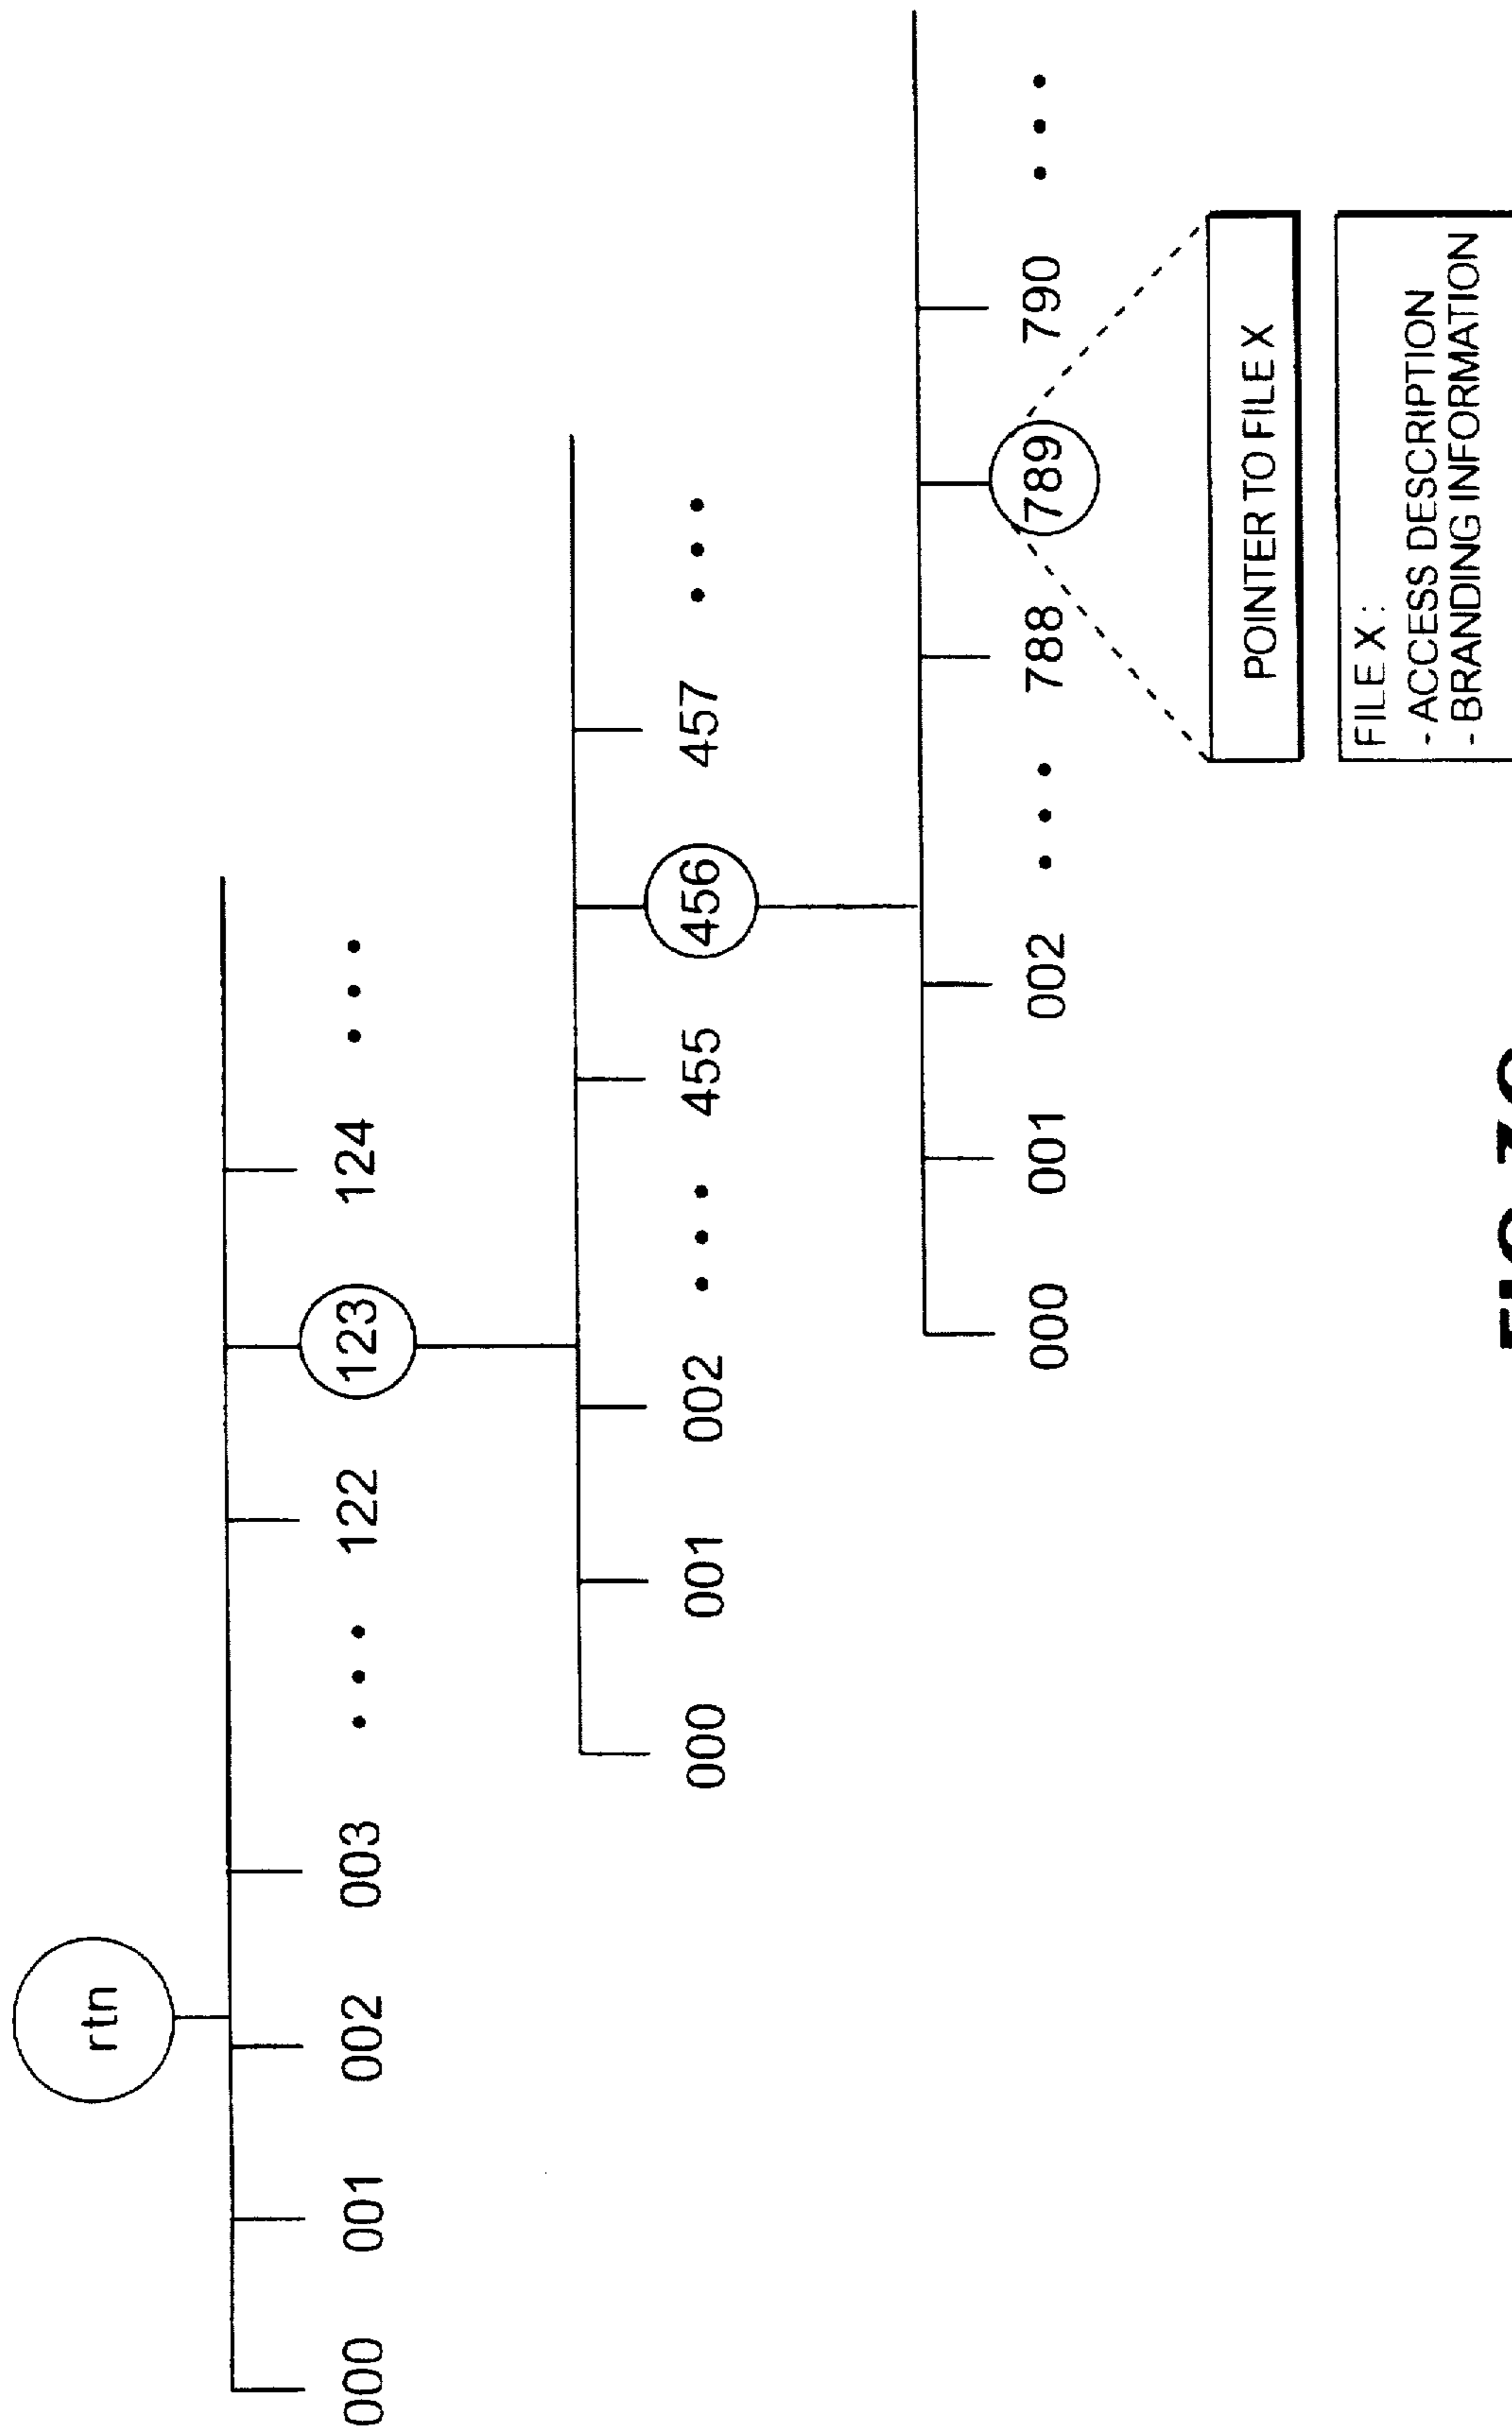 rtn
000 001 002 003 • • • 122 123 124 • • •
000 001 002 • • • 455 456 457 • • •
000 001 002 • • • 788 789 790 • • •
POINTER TO FILE X
FILE X :
- ACCESS DESCRIPTION
- BRANDING INFORMATION